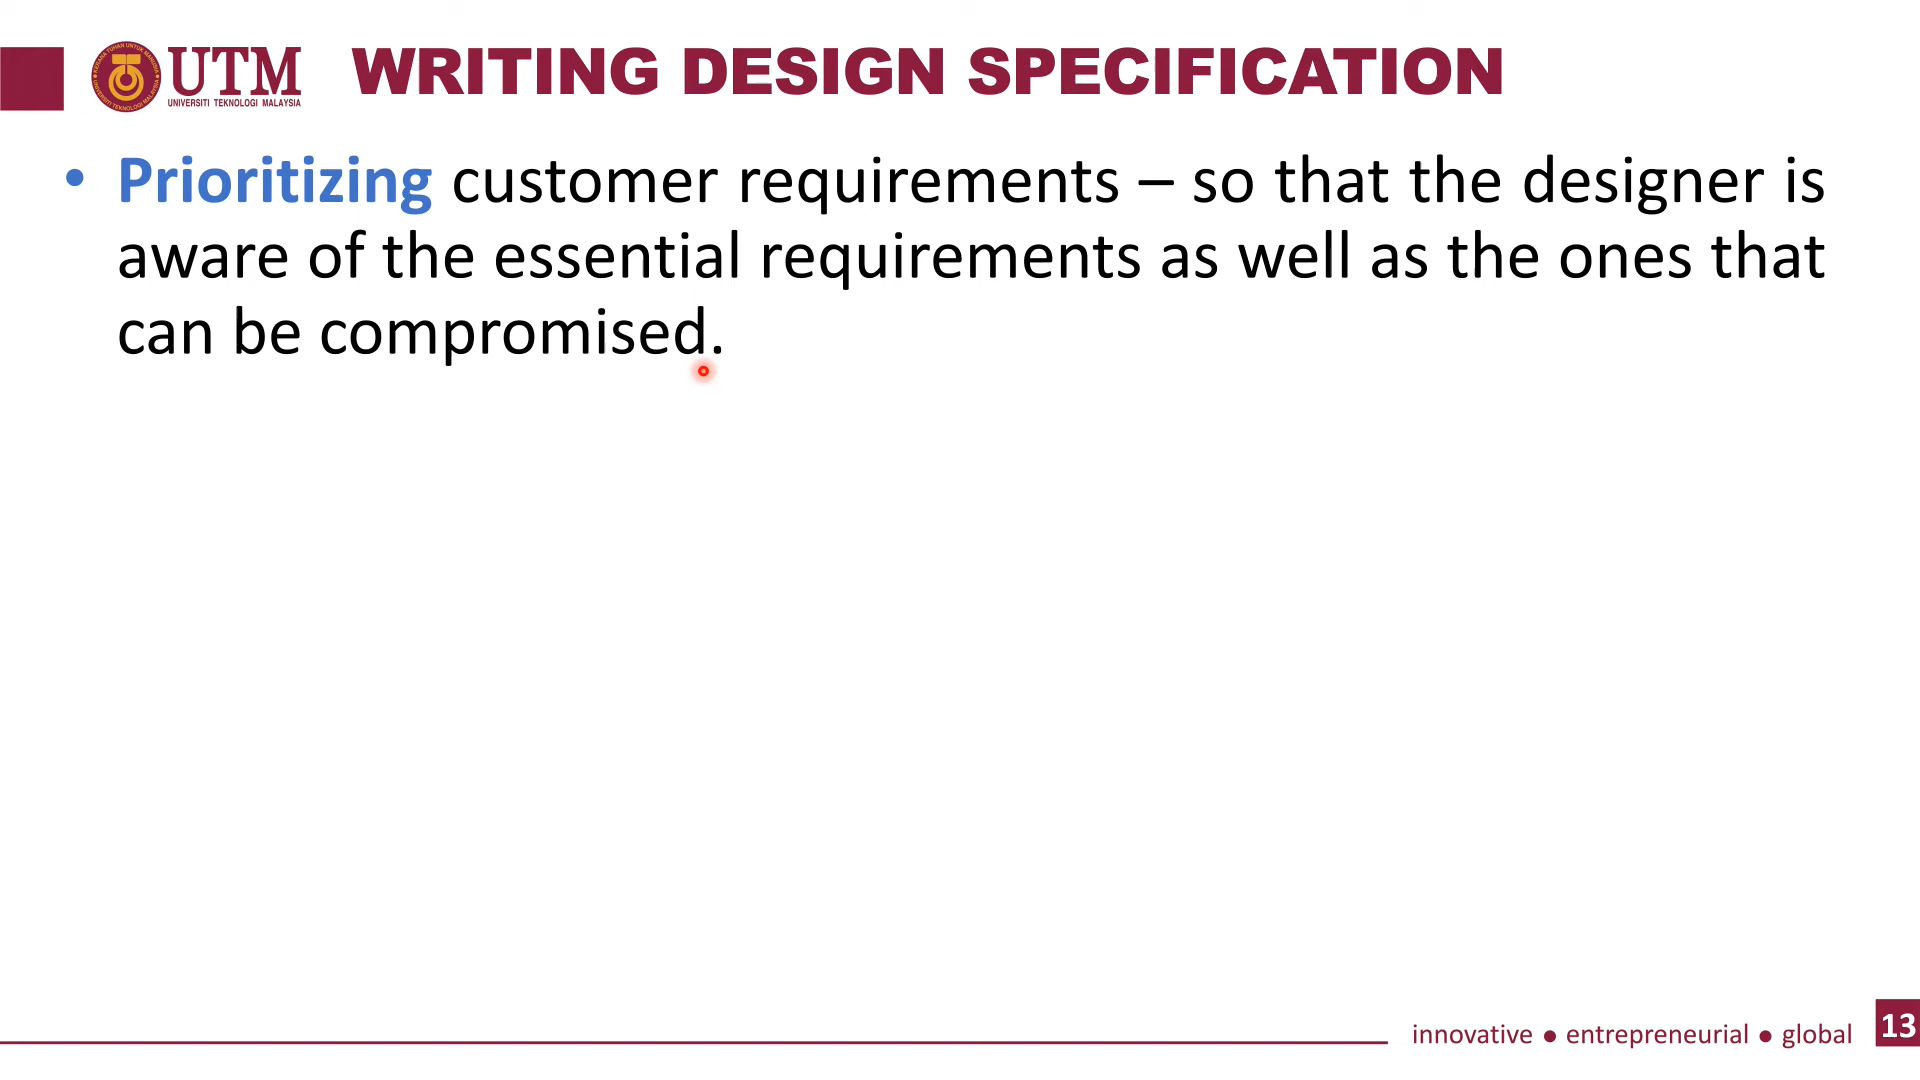 UTM
UNIVERSITI TEKNOLOGI MALAYSIA
WRITING DESIGN SPECIFICATION
• Prioritizing customer requirements – so that the designer is
aware of the essential requirements as well as the ones that
can be compromised.
innovative ● entrepreneurial ● global
13